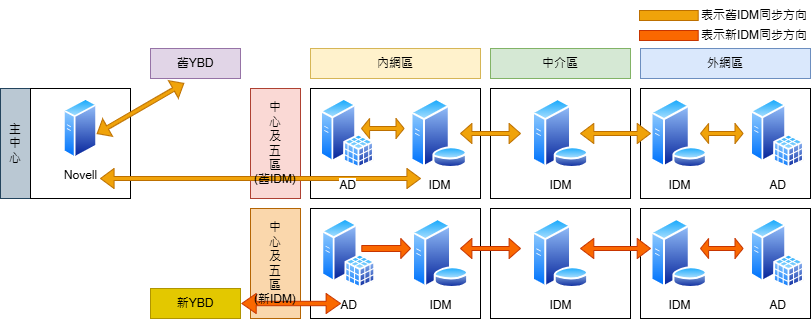 表示舊IDM同步方向
表示新IDM同步方向
舊YBD
內網區
中介區
外網區
主中心
Novell
中心及五區(舊IDM)
AD
IDM
IDM
IDM
AD
中心及五區(新IDM)
新YBD
AD
IDM
IDM
IDM
AD